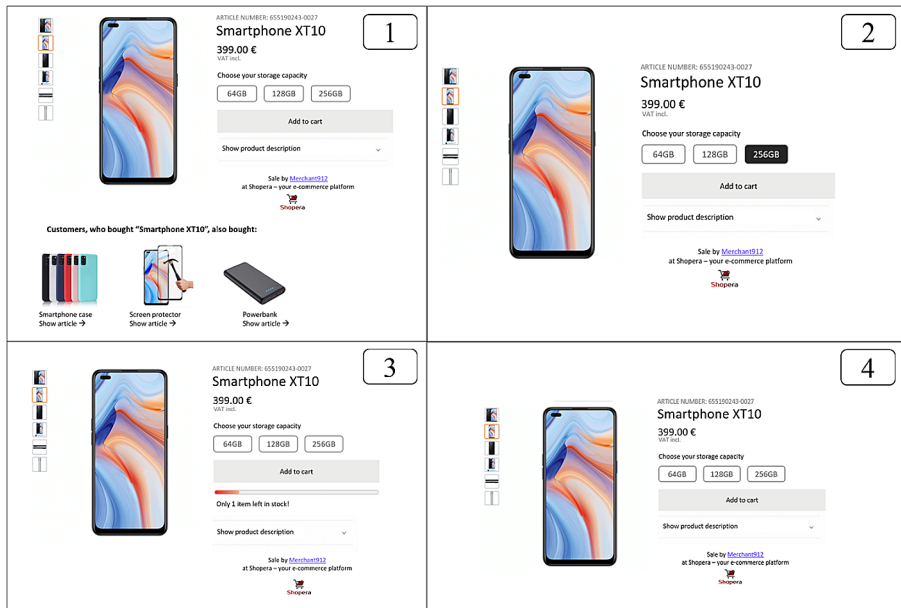 1
ARTICLE NUMBER: 655190243-0027
Smartphone XT10
399.00 €
VAT incl.
Choose your storage capacity
64GB 128GB 256GB
Add to cart
Show product description
Sale by Merchant912
at Shopera – your e-commerce platform
Shopera
Customers, who bought “Smartphone XT10”, also bought:
Smartphone case
Show article →
Screen protector
Show article →
Powerbank
Show article →
2
ARTICLE NUMBER: 655190243-0027
Smartphone XT10
399.00 €
VAT incl.
Choose your storage capacity
64GB 128GB 256GB
Add to cart
Show product description
Sale by Merchant912
at Shopera – your e-commerce platform
Shopera
3
ARTICLE NUMBER: 655190243-0027
Smartphone XT10
399.00 €
VAT incl.
Choose your storage capacity
64GB 128GB 256GB
Add to cart
Only 1 item left in stock!
Show product description
Sale by Merchant912
at Shopera – your e-commerce platform
Shopera
4
ARTICLE NUMBER: 655190243-0027
Smartphone XT10
399.00 €
VAT incl.
Choose your storage capacity
64GB 128GB 256GB
Add to cart
Show product description
Sale by Merchant912
at Shopera – your e-commerce platform
Shopera